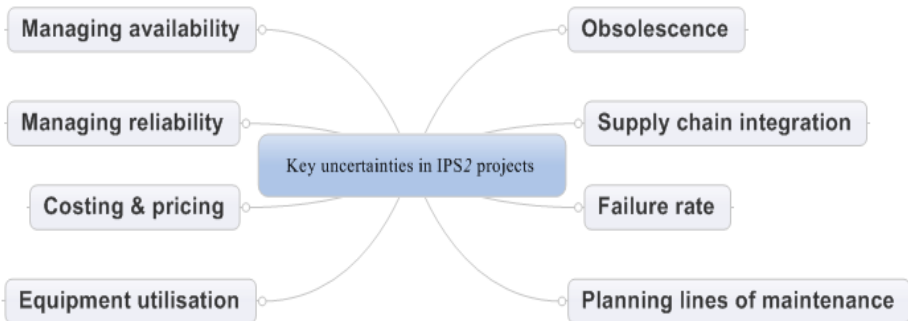 Managing availability
Obsolescence
Managing reliability
Supply chain integration
Key uncertainties in IPS2 projects
Costing & pricing
Failure rate
Equipment utilisation
Planning lines of maintenance